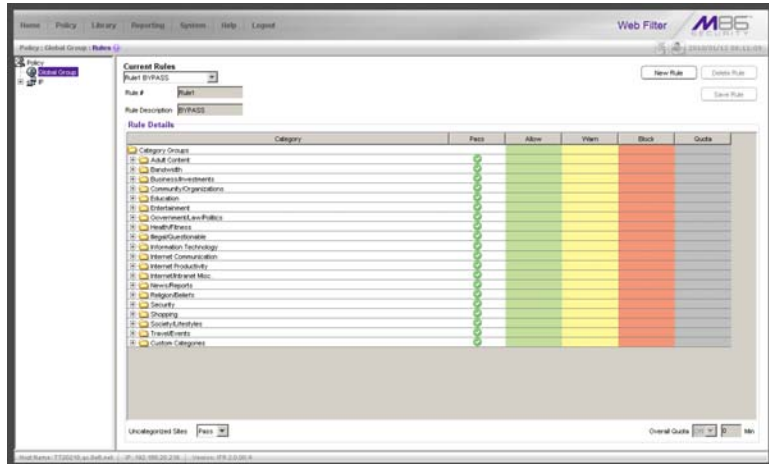 Home Policy Library Reporting System Help Logout
Web Filter
M86
SECURITY
Policy : Global Group : Rules
Policy
Global Group
IP
Current Rules
Rule1 BYPASS
New Rule
Delete Rule
Rule #
Rule1
Save Rule
Rule Description
BYPASS
Rule Details
Category Pass Allow Warn Block Quota
Category Groups
Adult Content
Bandwidth
Business/Investments
Community/Organizations
Education
Entertainment
Government/Law/Politics
Health/Fitness
Illegal/Questionable
Information Technology
Internet Communication
Internet Productivity
Internet/Intranet Misc.
News/Reports
Religion/Beliefs
Security
Shopping
Society/Lifestyles
Travel/Events
Custom Categories
Uncategorized Sites Pass
Overall Quota 0 Min
Host Name: